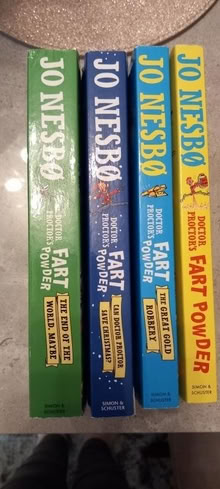 JO NESBØ
DOCTOR
PROCTOR'S
FART
POWDER
THE END OF THE
WORLD. MAYBE
SIMON &
SCHUSTER
JO NESBØ
DOCTOR
PROCTOR'S
FART
POWDER
CAN DOCTOR PROCTOR
SAVE CHRISTMAS?
SIMON &
SCHUSTER
JO NESBØ
DOCTOR
PROCTOR'S
FART
POWDER
THE GREAT GOLD
ROBBERY
SIMON &
SCHUSTER
JO NESBØ
DOCTOR
PROCTOR'S
FART POWDER
SIMON &
SCHUSTER